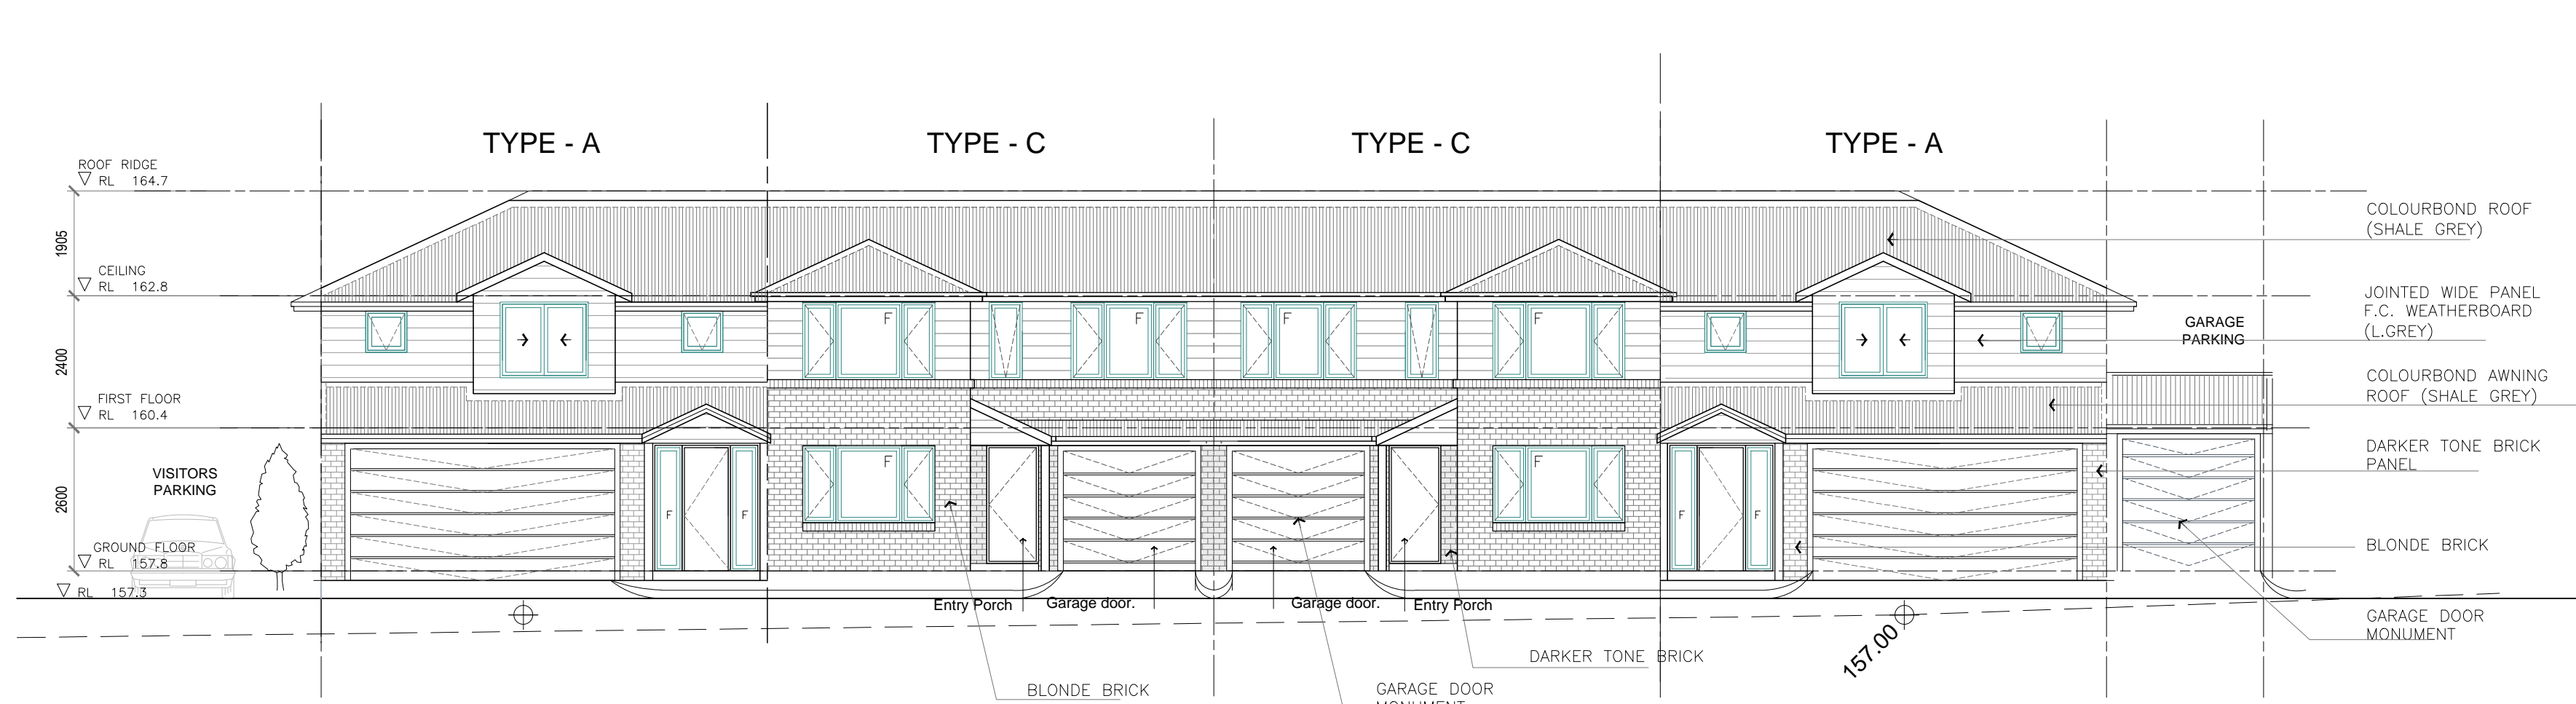 TYPE - A
TYPE - C
TYPE - C
TYPE - A
ROOF RIDGE
RL 164.7
1905
CEILING
RL 162.8
2400
FIRST FLOOR
RL 160.4
2600
GROUND FLOOR
RL 157.8
RL 157.3
VISITORS
PARKING
F
F
F
F
F
F
F
F
F
F
GARAGE
PARKING
COLOURBOND ROOF
(SHALE GREY)
JOINTED WIDE PANEL
F.C. WEATHERBOARD
(L.GREY)
COLOURBOND AWNING
ROOF (SHALE GREY)
DARKER TONE BRICK
PANEL
BLONDE BRICK
GARAGE DOOR
MONUMENT
Entry Porch
Garage door.
Garage door.
Entry Porch
157.00
DARKER TONE BRICK
BLONDE BRICK
GARAGE DOOR
MONUMENT